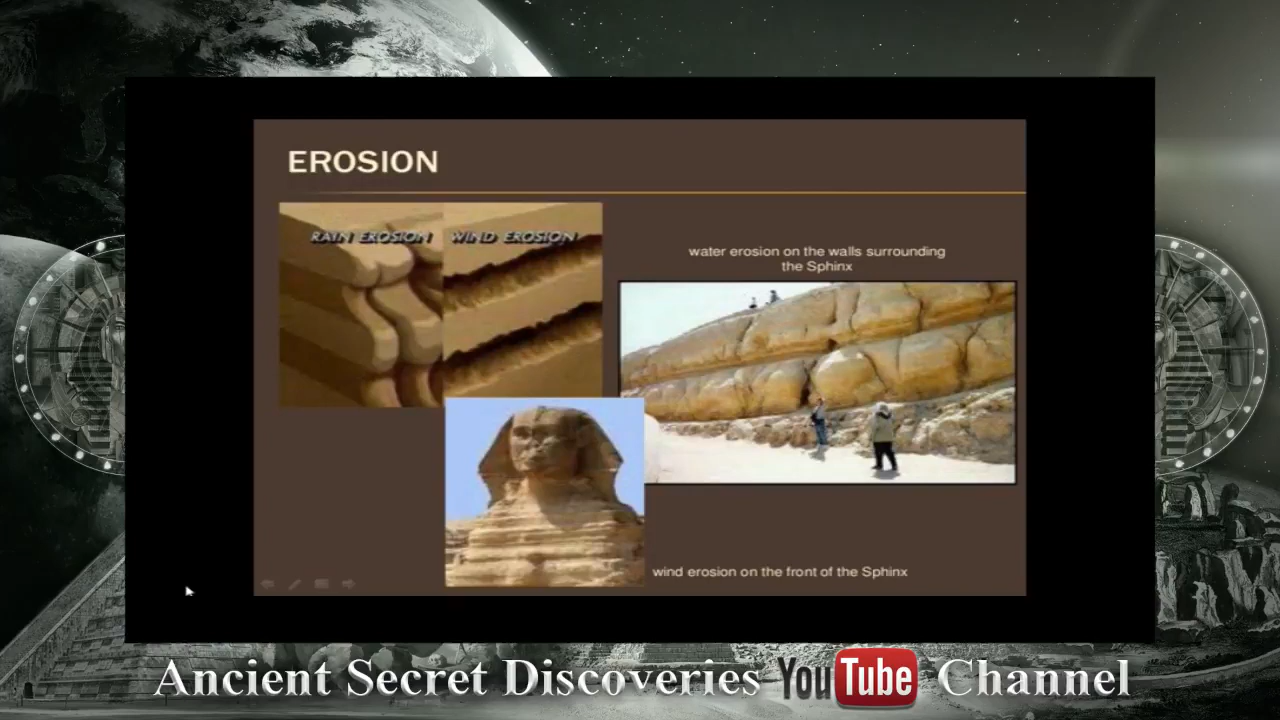 EROSION
RAIN EROSION
WIND EROSION
water erosion on the walls surrounding
the Sphinx
wind erosion on the front of the Sphinx
Ancient Secret Discoveries YouTube Channel